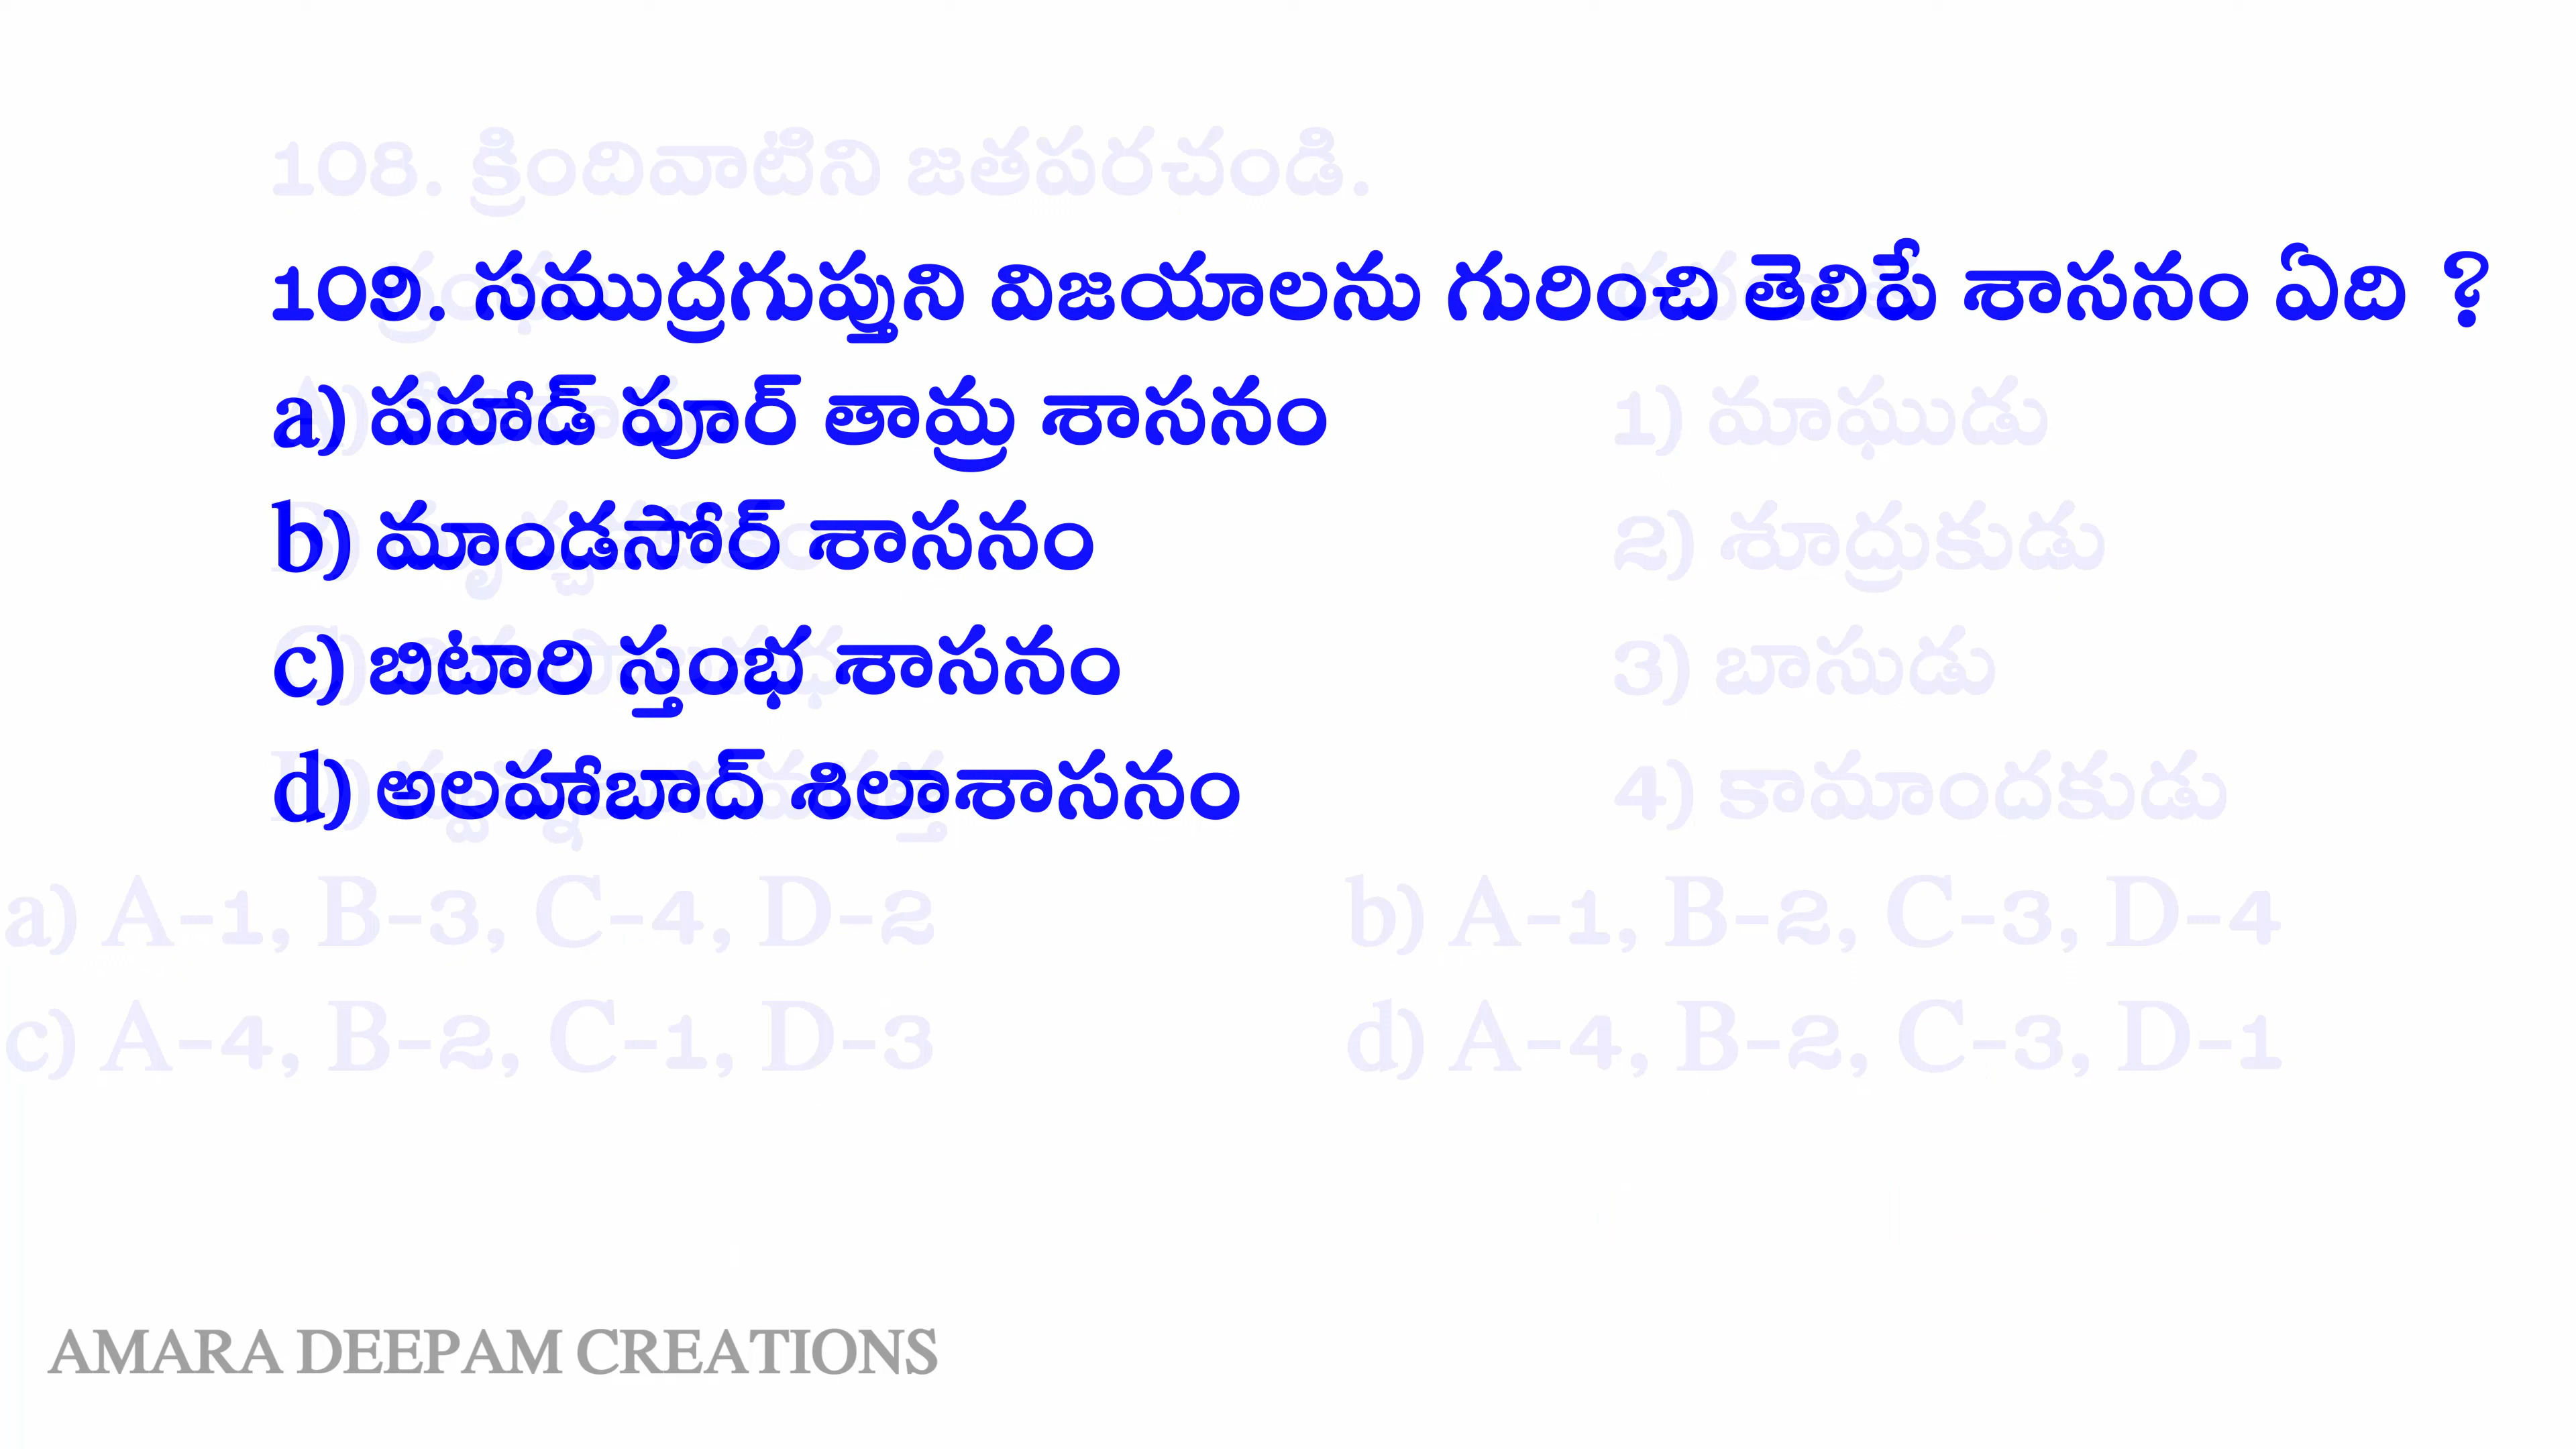 108. క్రిందివాటిని జతపరచండి.
109. సముద్రగుప్తుని విజయాలను గురించి తెలిపే శాసనం ఏది ?
a) పహాడ్ పూర్ తామ్ర శాసనం
1) మాఘుడు
b) మాండసోర్ శాసనం
2) శూద్రుకుడు
c) బిటారి స్తంభ శాసనం
3) బాసుడు
d) అలహాబాద్ శిలాశాసనం
4) కామాందకుడు
a) A-1, B-3, C-4, D-2
b) A-1, B-2, C-3, D-4
c) A-4, B-2, C-1, D-3
d) A-4, B-2, C-3, D-1
AMARA DEEPAM CREATIONS